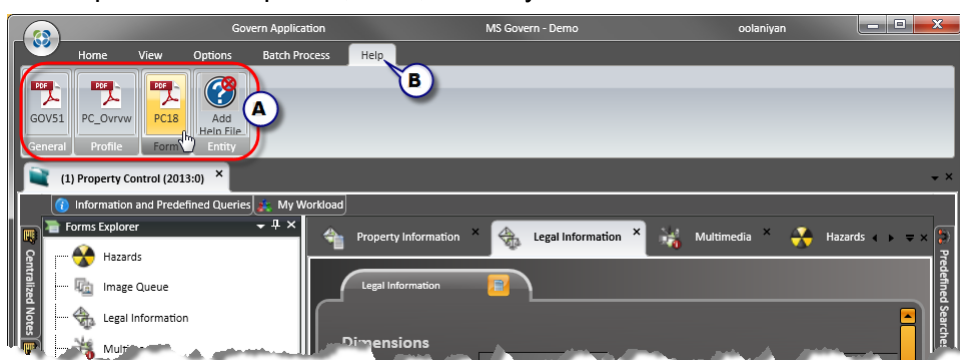 Govern Application MS Govern - Demo oolaniyan
Home View Options Batch Process Help
B
PDF PDF PDF
A
GOV51 PC_Ovrvw PC18 Add
Help File
General Profile Form Entity
(1) Property Control (2013:0)
Information and Predefined Queries My Workload
Forms Explorer
Property Information Legal Information Multimedia Hazards
Hazards
Image Queue
Legal Information
Legal Information
Centralized Notes
Predefined Searches
Dimensions